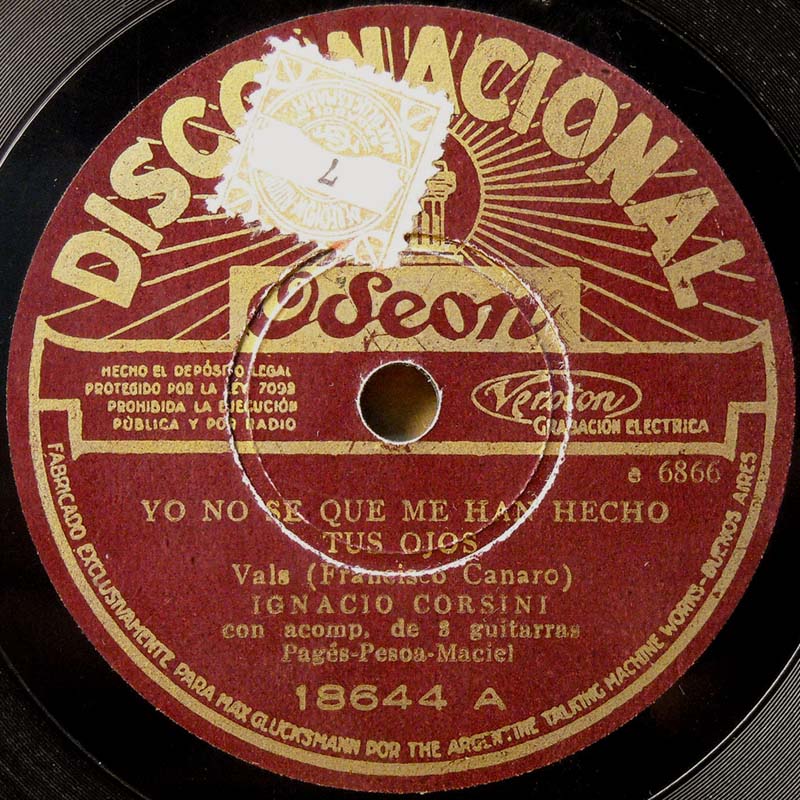 DISCO NACIONAL
7
Odeon
HECHO EL DEPÓSITO LEGAL
PROTEGIDO POR LA LEY 7092
PROHIBIDA LA EJECUCIÓN
PÚBLICA Y POR RADIO
Veroton
GRABACIÓN ELECTRICA
e 6866
YO NO SE QUE ME HAN HECHO
TUS OJOS
Vals (Francisco Canaro)
IGNACIO CORSINI
con acomp. de 3 guitarras
Pagés-Pesoa-Maciel
18644 A
FABRICADO EXCLUSIVAMENTE PARA MAX GLÜCKSMANN POR THE ARGENTINE TALKING MACHINE WORKS-BUENOS AIRES